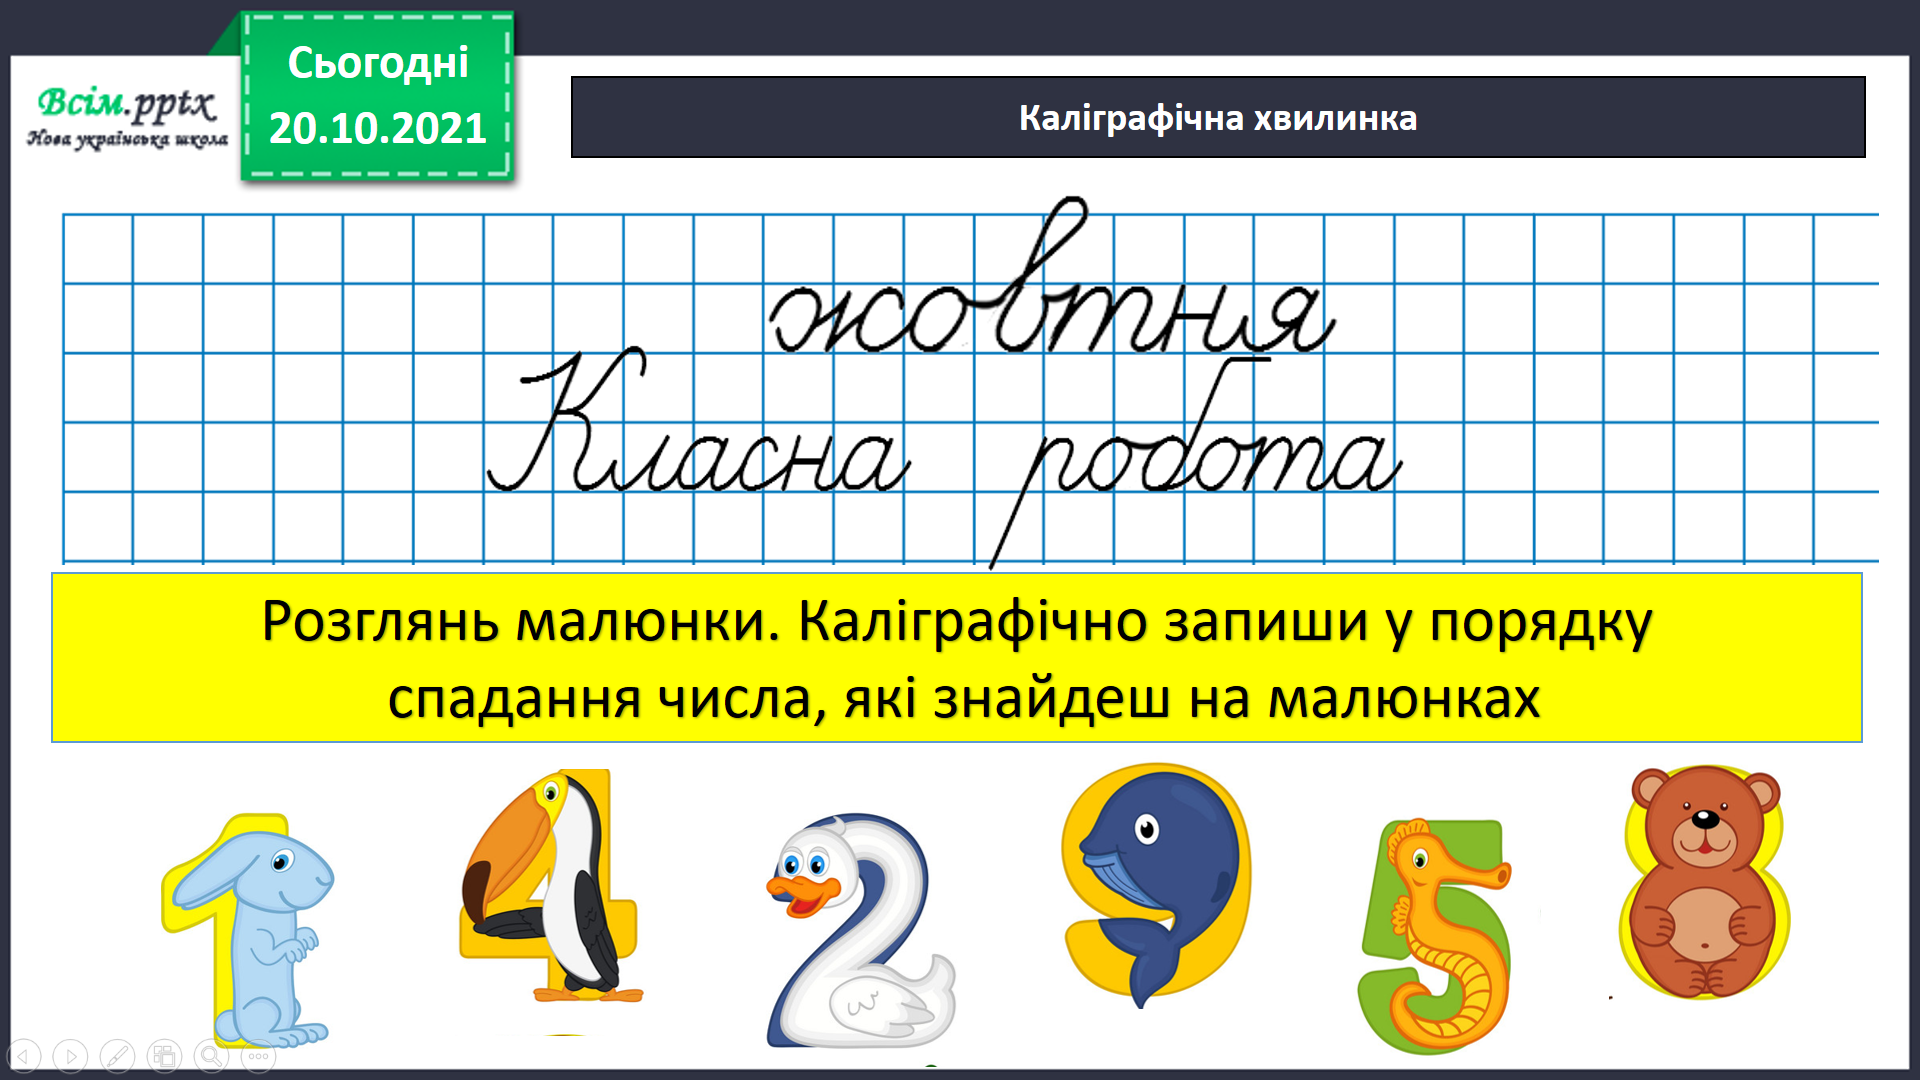 Сьогодні
20.10.2021
Всім.pptx
Нова українська школа
Каліграфічна хвилинка
жовтня
Класна робота
Розглянь малюнки. Каліграфічно запиши у порядку
спадання числа, які знайдеш на малюнках
1 4 2 9 5 8